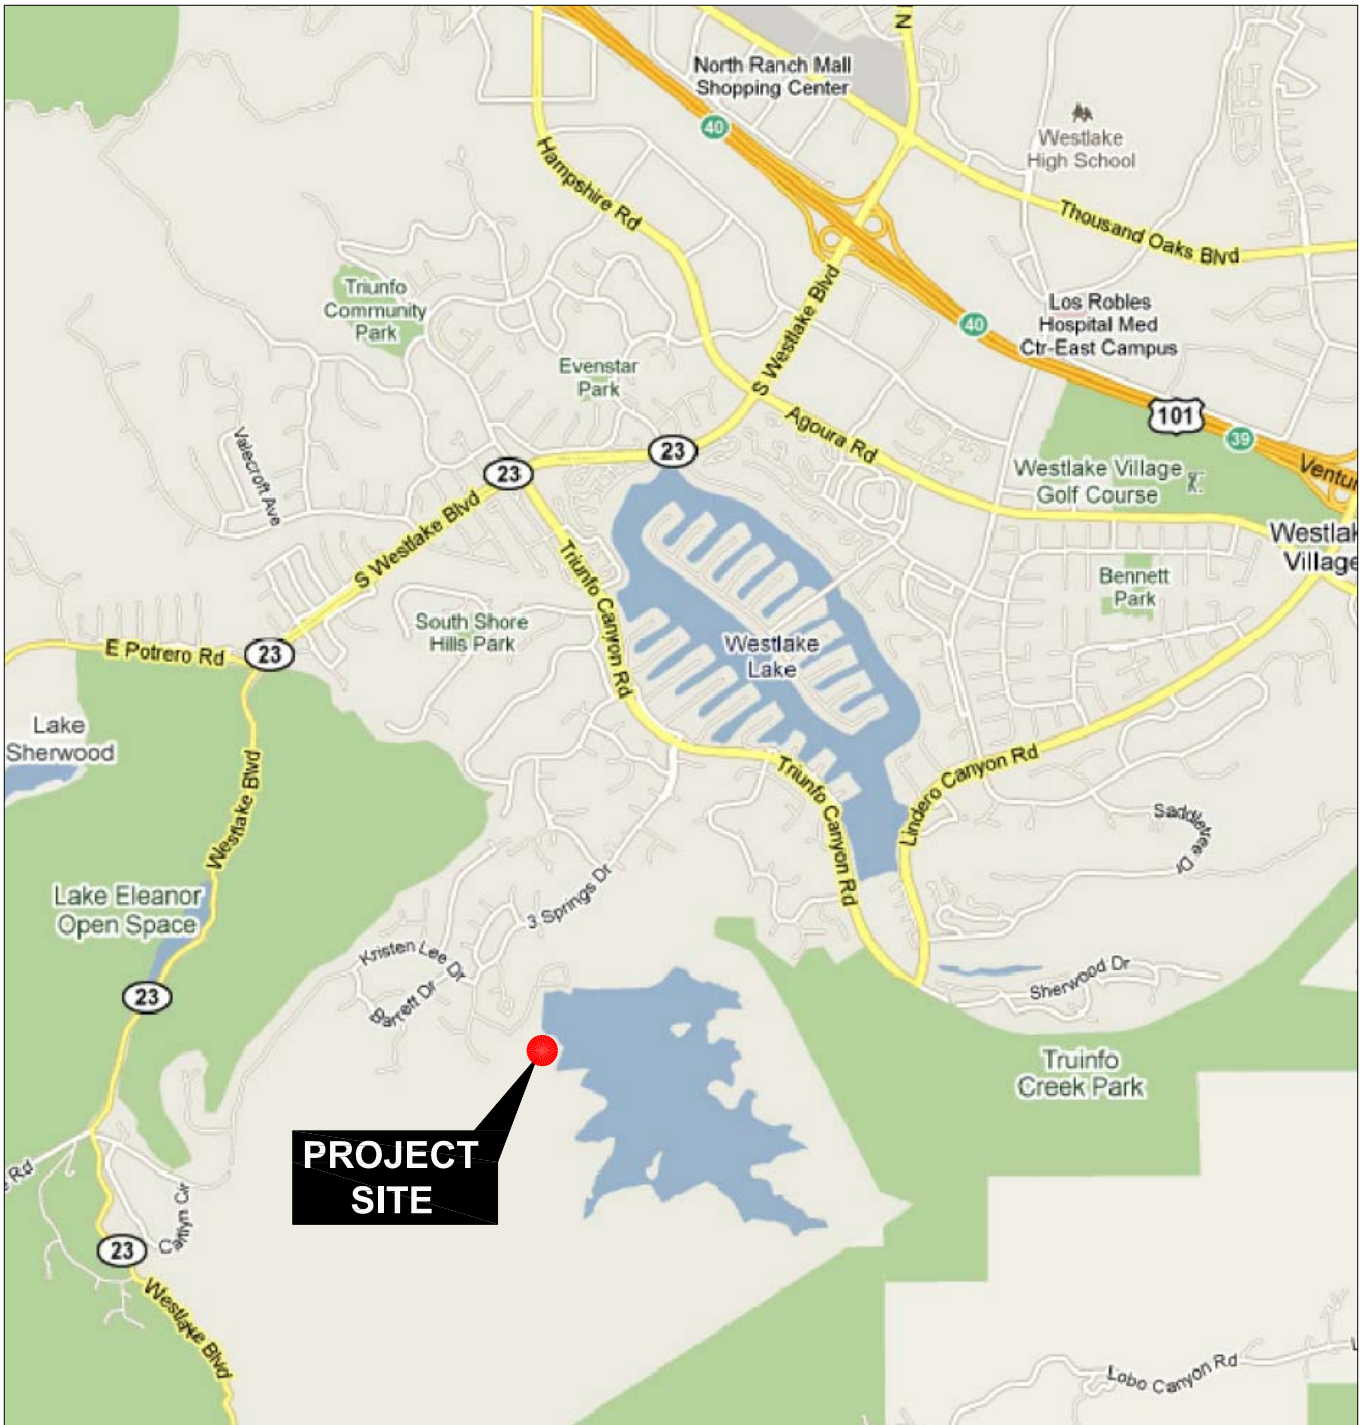 N
North Ranch Mall
Shopping Center
40
Westlake
High School
Hampshire Rd
Thousand Oaks Blvd
Triunfo
Community
Park
S Westlake Blvd
Los Robles
Hospital Med
Ctr-East Campus
40
Evenstar
Park
101
39
Agoura Rd
Valecroft Ave
23
23
Westlake Village
Golf Course
Ventur
Westlak
Village
S Westlake Blvd
Triunfo Canyon Rd
Bennett
Park
South Shore
Hills Park
Westlake
Lake
E Potrero Rd
23
Lake
Sherwood
Westlake Blvd
Triunfo Canyon Rd
Lindero Canyon Rd
Saddletree Dr
Lake Eleanor
Open Space
3 Springs Dr
Kristen Lee Dr
Barrett Dr
Sherwood Dr
23
Truinfo
Creek Park
PROJECT
SITE
e Rd
Caitlyn Cir
23
Westlake Blvd
Lobo Canyon Rd
L